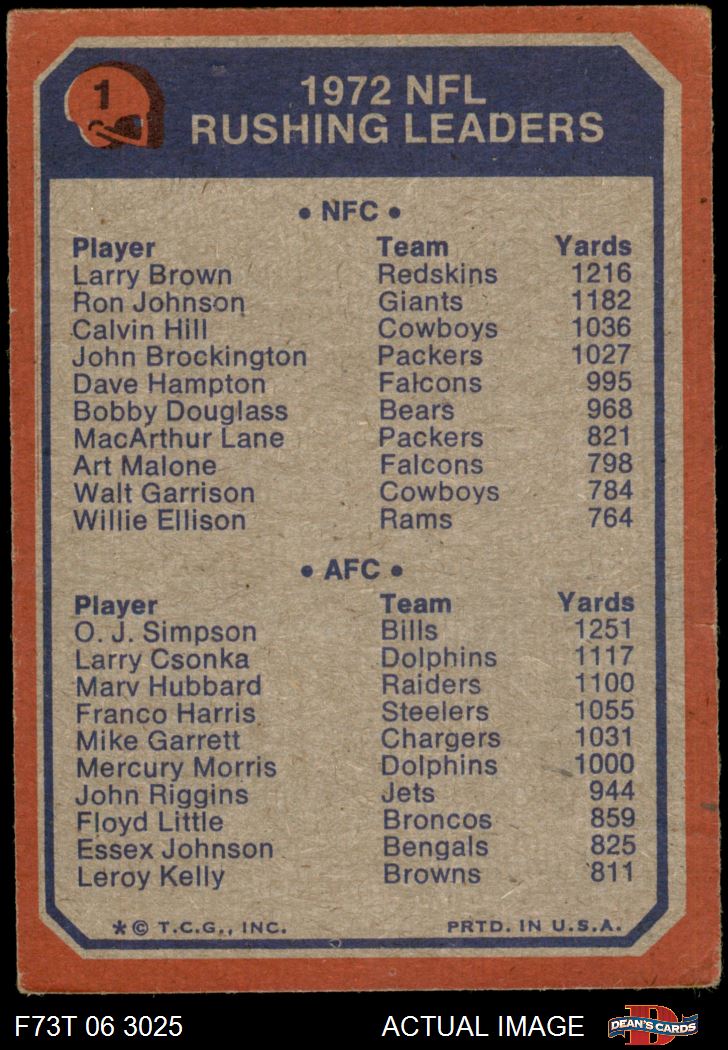 1
1972 NFL
RUSHING LEADERS
• NFC •
Player Team Yards
Larry Brown Redskins 1216
Ron Johnson Giants 1182
Calvin Hill Cowboys 1036
John Brockington Packers 1027
Dave Hampton Falcons 995
Bobby Douglass Bears 968
MacArthur Lane Packers 821
Art Malone Falcons 798
Walt Garrison Cowboys 784
Willie Ellison Rams 764
• AFC •
Player Team Yards
O. J. Simpson Bills 1251
Larry Csonka Dolphins 1117
Marv Hubbard Raiders 1100
Franco Harris Steelers 1055
Mike Garrett Chargers 1031
Mercury Morris Dolphins 1000
John Riggins Jets 944
Floyd Little Broncos 859
Essex Johnson Bengals 825
Leroy Kelly Browns 811
*© T.C.G., INC. PRTD. IN U.S.A.
F73T 06 3025 ACTUAL IMAGE D DEAN'S CARDS